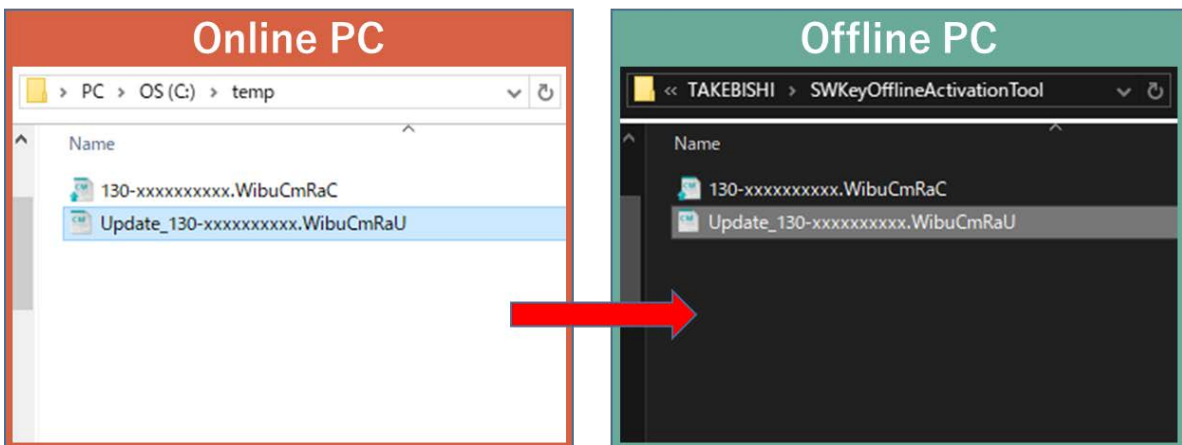 Online PC
PC > OS (C:) > temp
Name
130-xxxxxxxxxx.WibuCmRaC
Update_130-xxxxxxxxxx.WibuCmRaU
Offline PC
« TAKEBISHI > SWKeyOfflineActivationTool
Name
130-xxxxxxxxxx.WibuCmRaC
Update_130-xxxxxxxxxx.WibuCmRaU